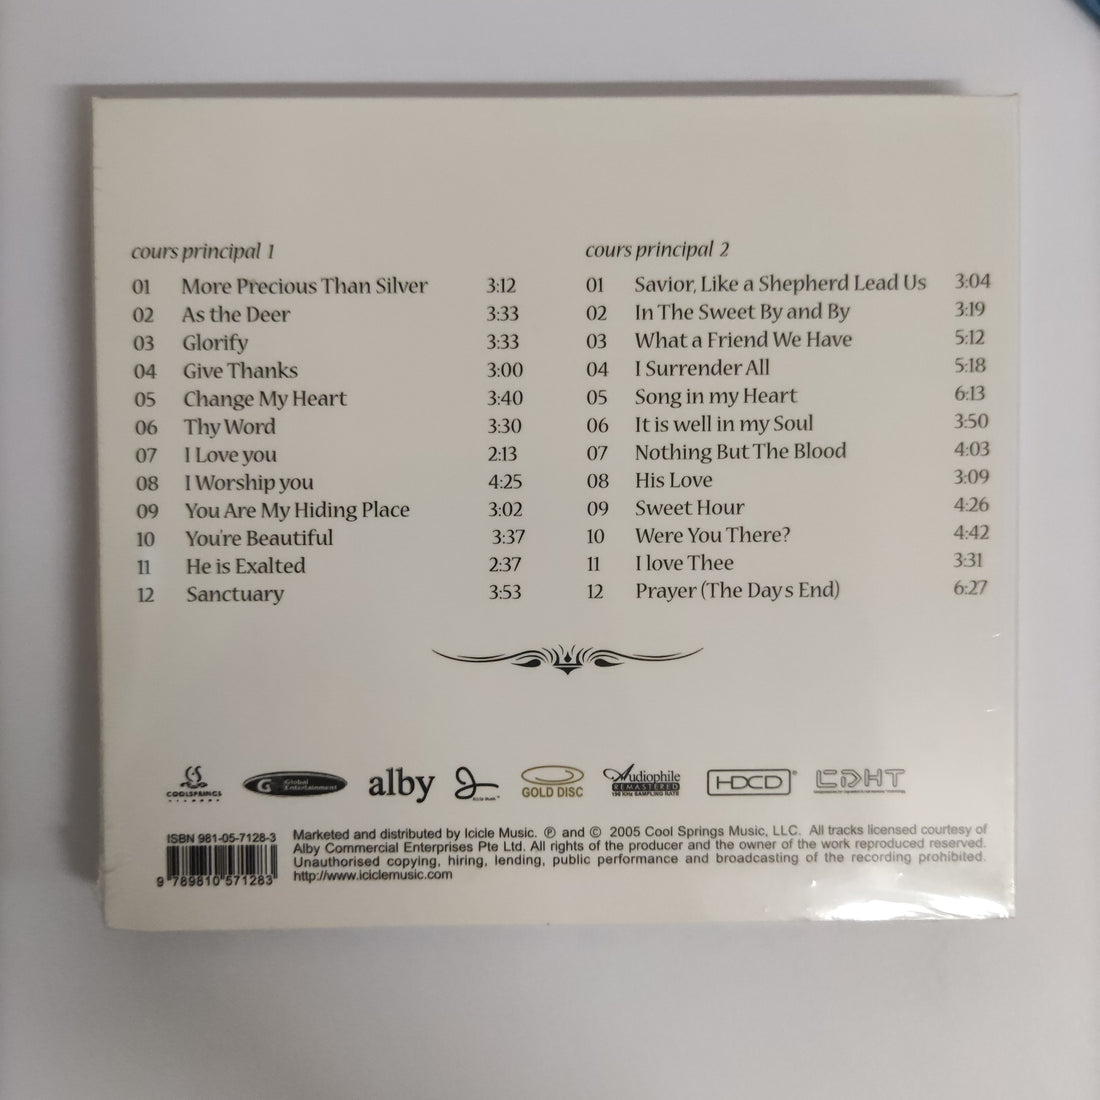 cours principal 1
01 More Precious Than Silver 3:12
02 As the Deer 3:33
03 Glorify 3:33
04 Give Thanks 3:00
05 Change My Heart 3:40
06 Thy Word 3:30
07 I Love you 2:13
08 I Worship you 4:25
09 You Are My Hiding Place 3:02
10 You're Beautiful 3:37
11 He is Exalted 2:37
12 Sanctuary 3:53
cours principal 2
01 Savior, Like a Shepherd Lead Us 3:04
02 In The Sweet By and By 3:19
03 What a Friend We Have 5:12
04 I Surrender All 5:18
05 Song in my Heart 6:13
06 It is well in my Soul 3:50
07 Nothing But The Blood 4:03
08 His Love 3:09
09 Sweet Hour 4:26
10 Were You There? 4:42
11 I love Thee 3:31
12 Prayer (The Days End) 6:27
COOLSPRINGS
G Global Entertainment
alby
Icicle Music
GOLD DISC
Audiophile
REMASTERED
196 KHz SAMPLING RATE
HDCD®
ISBN 981-05-7128-3
9 789810 571283
Marketed and distributed by Icicle Music. ℗ and © 2005 Cool Springs Music, LLC. All tracks licensed courtesy of
Alby Commercial Enterprises Pte Ltd. All rights of the producer and the owner of the work reproduced reserved.
Unauthorised copying, hiring, lending, public performance and broadcasting of the recording prohibited.
http://www.iciclemusic.com